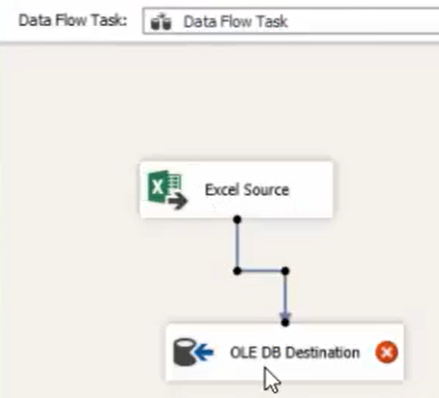 Data Flow Task: Data Flow Task
Excel Source
OLE DB Destination